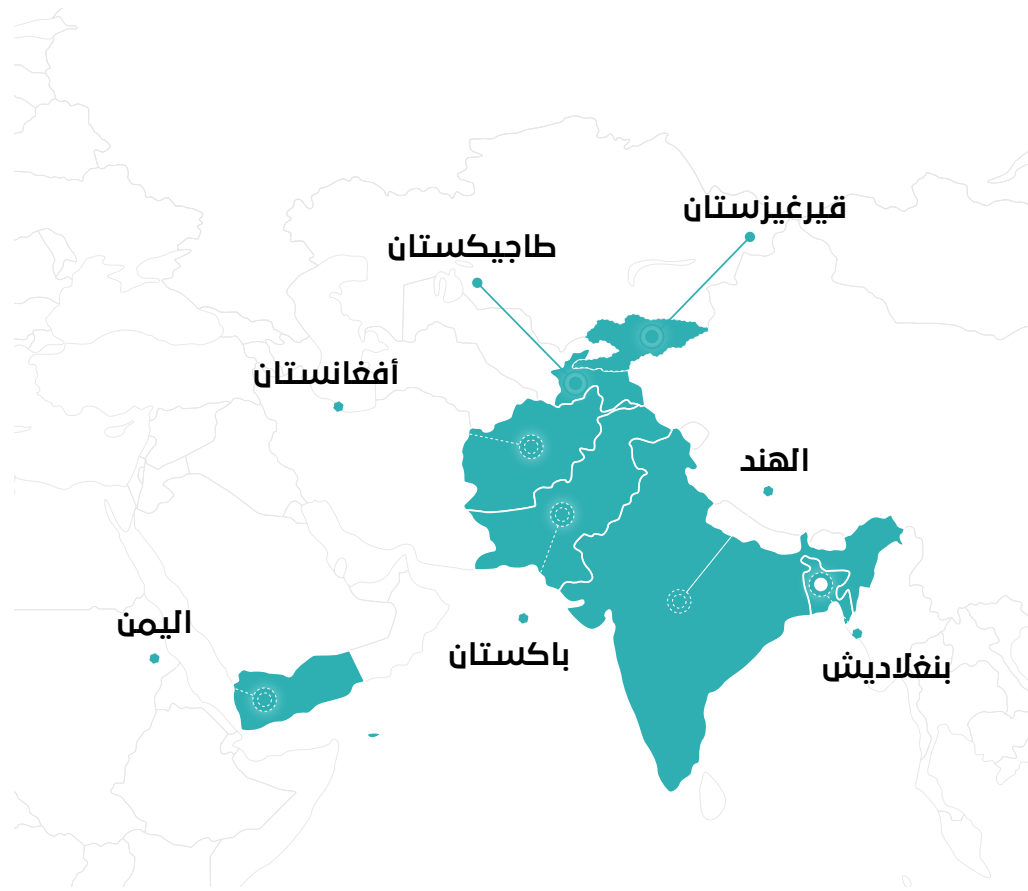 قيرغيزستان
طاجيكستان
أفغانستان
الهند
اليمن
باكستان
بنغلاديش